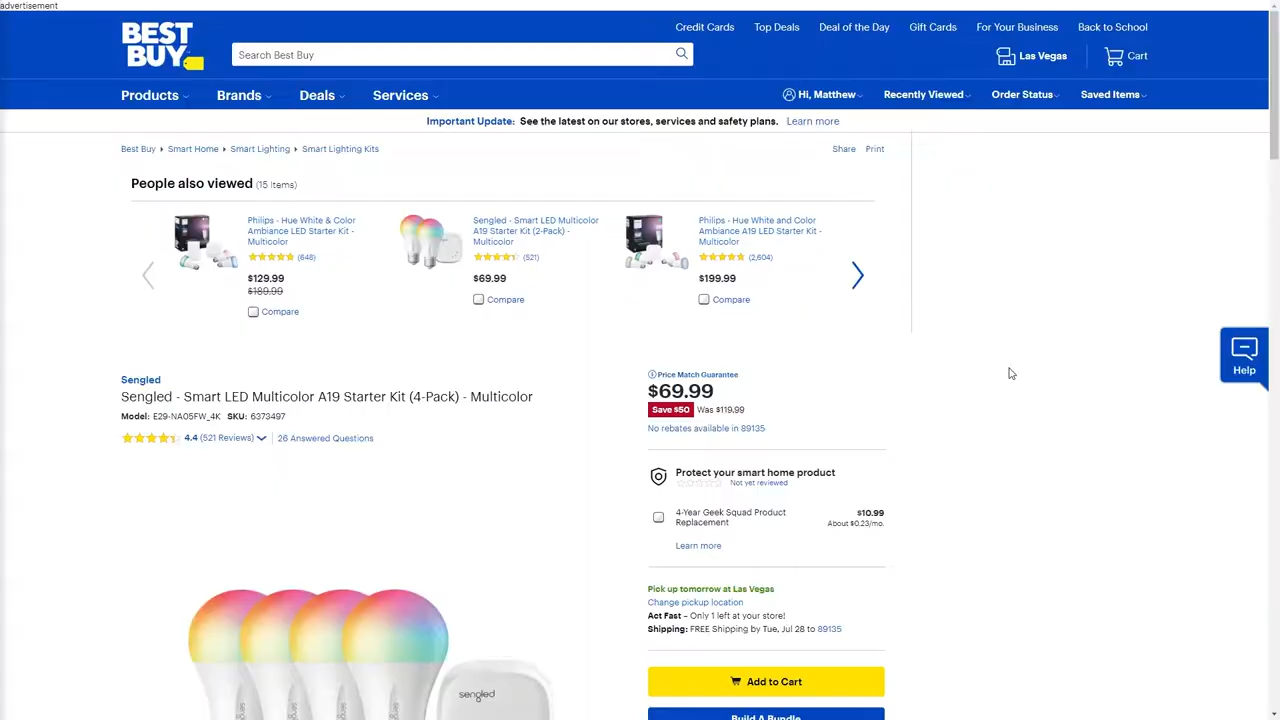 advertisement
BEST BUY
Search Best Buy
Credit Cards
Top Deals
Deal of the Day
Gift Cards
For Your Business
Back to School
Las Vegas
Cart
Products
Brands
Deals
Services
Hi, Matthew
Recently Viewed
Order Status
Saved Items
Important Update: See the latest on our stores, services and safety plans. Learn more
Best Buy
Smart Home
Smart Lighting
Smart Lighting Kits
Share
Print
People also viewed (15 items)
Philips - Hue White & Color
Ambiance LED Starter Kit -
Multicolor
(648)
$129.99
$189.99
Compare
Sengled - Smart LED Multicolor
A19 Starter Kit (2-Pack) -
Multicolor
(521)
$69.99
Compare
Philips - Hue White and Color
Ambiance A19 LED Starter Kit -
Multicolor
(2,604)
$199.99
Compare
Help
Sengled
Sengled - Smart LED Multicolor A19 Starter Kit (4-Pack) - Multicolor
Model: E29-NA05FW_4K SKU: 6373497
4.4 (521 Reviews)
26 Answered Questions
Price Match Guarantee
$69.99
Save $50 Was $119.99
No rebates available in 89135
Protect your smart home product
Not yet reviewed
4-Year Geek Squad Product
Replacement
$10.99
About $0.23/mo.
Learn more
Pick up tomorrow at Las Vegas
Change pickup location
Act Fast – Only 1 left at your store!
Shipping: FREE Shipping by Tue, Jul 28 to 89135
Add to Cart
Build A Bundle
sengled